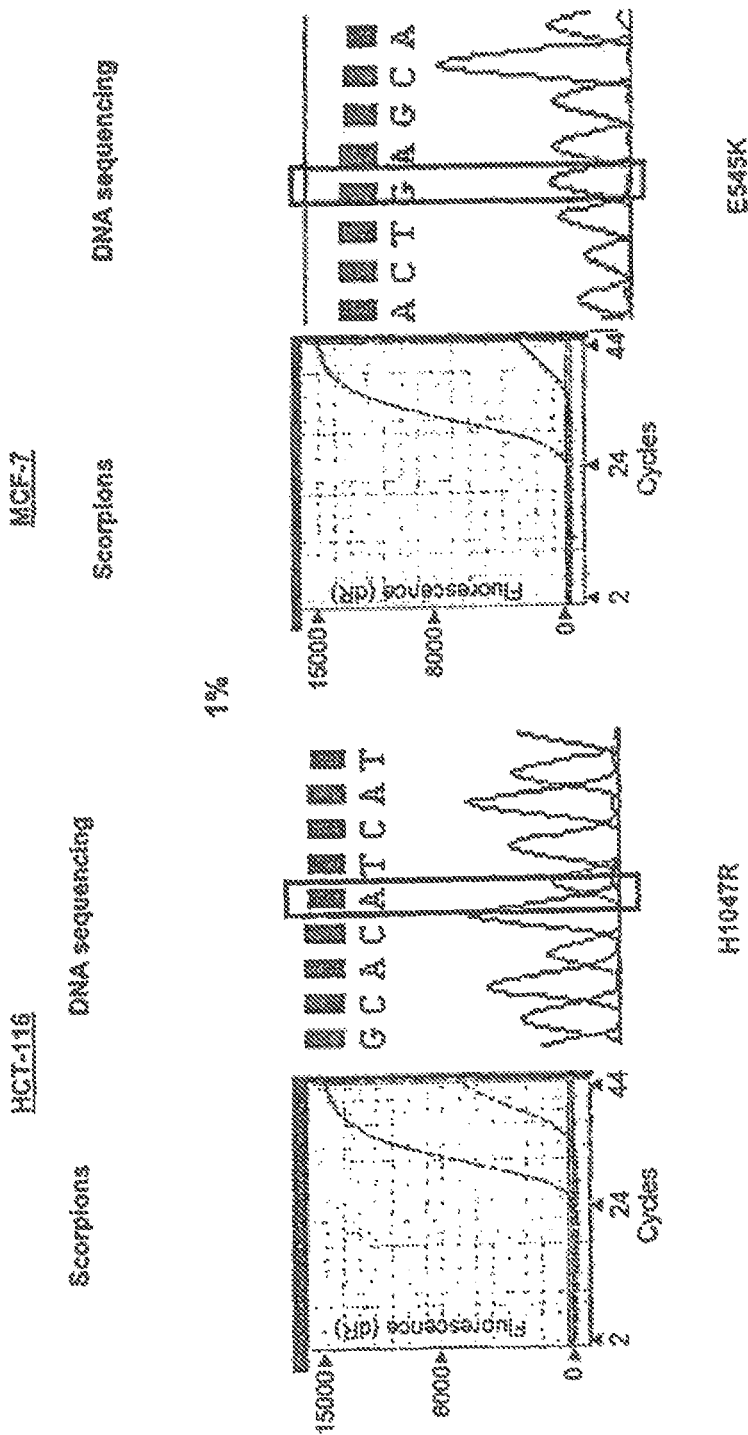 HCT-116
MCF-7
Scorpions
DNA sequencing
Scorpions
DNA sequencing
1%
15000
6000
0
Fluorescence (dR)
2
24
44
Cycles
G C A C A T C A T
H1047R
15000
8000
0
Fluorescence (dR)
2
24
44
Cycles
A C T G A G C A
E545K